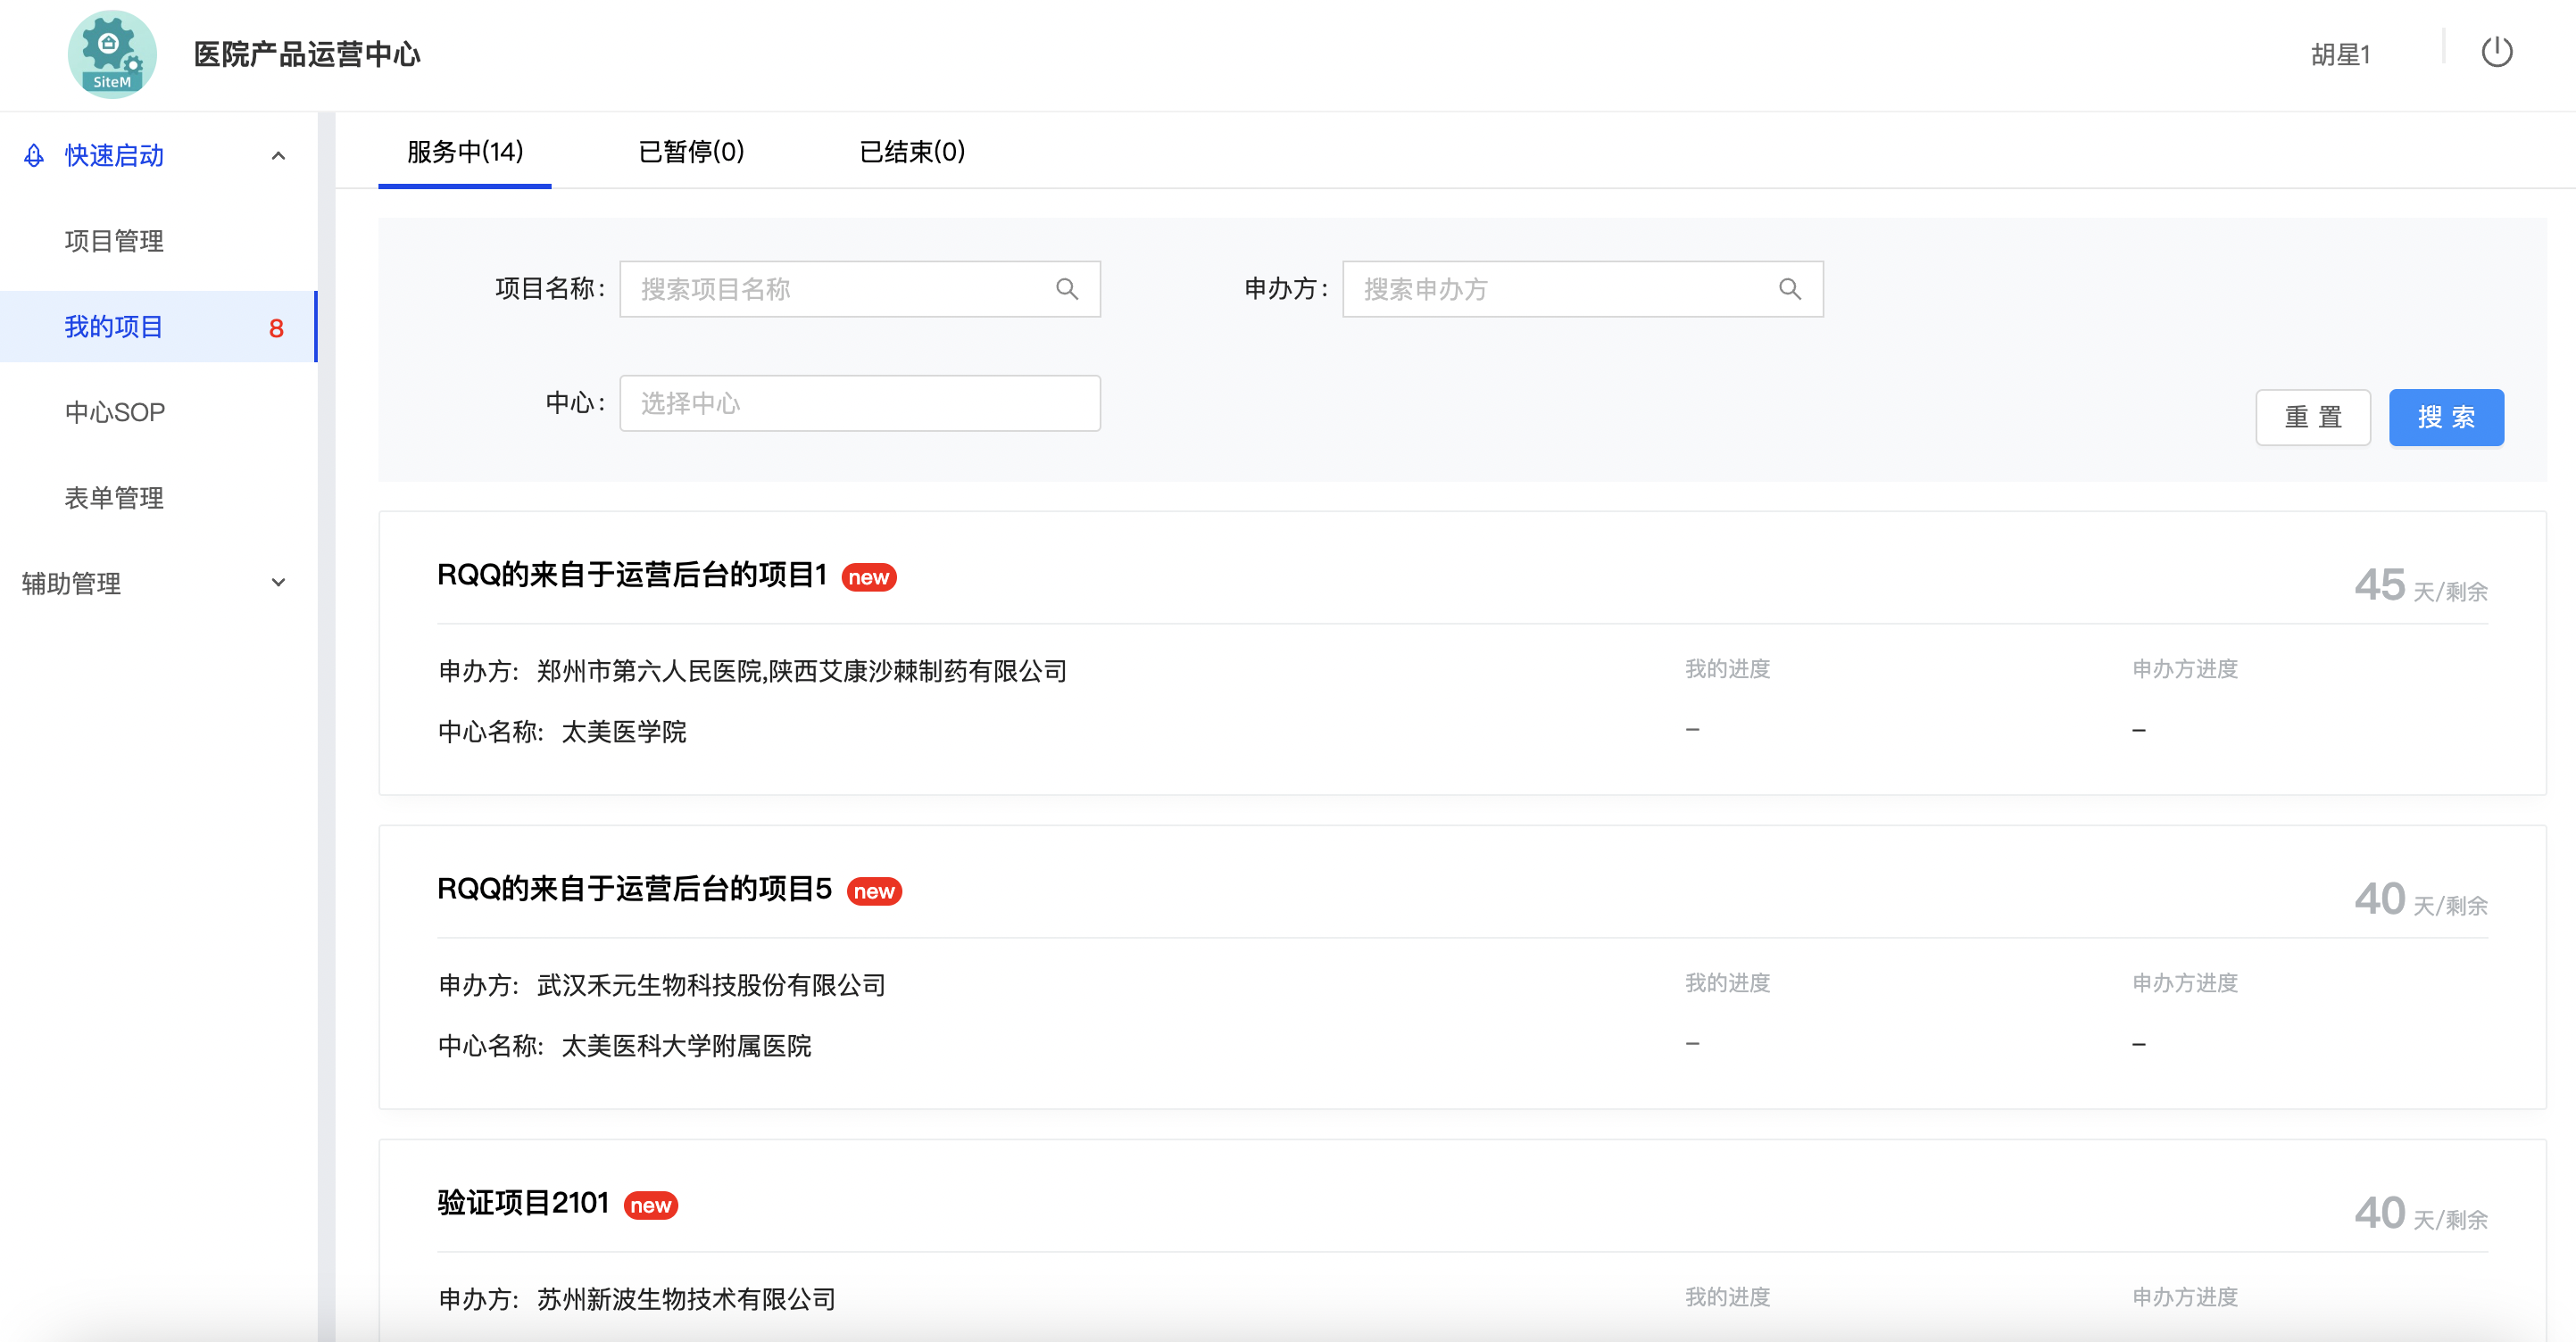 SiteM
医院产品运营中心
胡星1
快速启动
项目管理
我的项目 8
中心SOP
表单管理
辅助管理
服务中(14) 已暂停(0) 已结束(0)
项目名称: 搜索项目名称 申办方: 搜索申办方
中心: 选择中心
重 置 搜 索
RQQ的来自于运营后台的项目1 new
45 天/剩余
申办方: 郑州市第六人民医院,陕西艾康沙棘制药有限公司 我的进度 申办方进度
中心名称: 太美医学院 – –
RQQ的来自于运营后台的项目5 new
40 天/剩余
申办方: 武汉禾元生物科技股份有限公司 我的进度 申办方进度
中心名称: 太美医科大学附属医院 – –
验证项目2101 new
40 天/剩余
申办方: 苏州新波生物技术有限公司 我的进度 申办方进度